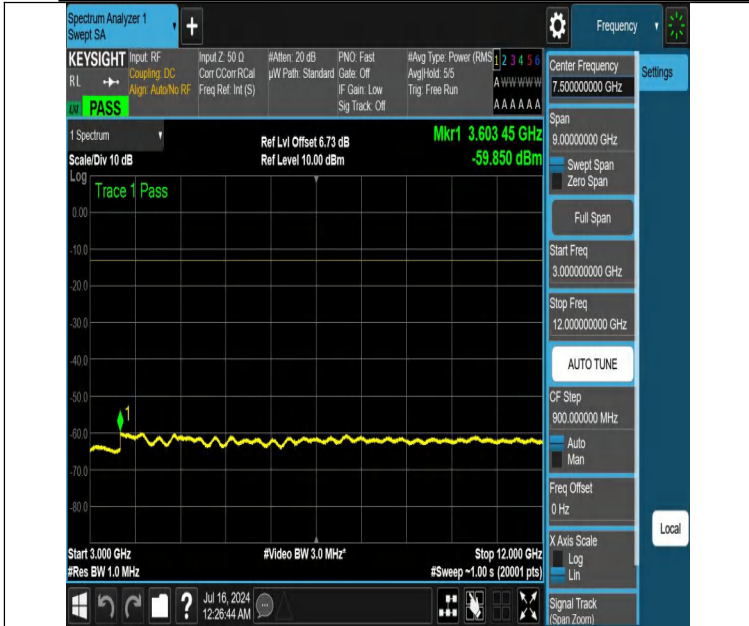 Spectrum Analyzer 1
Swept SA
Frequency
KEYSIGHT
RL
PASS
Input: RF
Coupling: DC
Align: Auto/No RF
Input Z: 50 Ω
Corr CCorr RCal
Freq Ref: Int (S)
#Atten: 20 dB
µW Path: Standard
PNO: Fast
Gate: Off
IF Gain: Low
Sig Track: Off
#Avg Type: Power (RMS
Avg|Hold: 5/5
Trig: Free Run
1 2 3 4 5 6
A W W W W W
A A A A A A
1 Spectrum
Scale/Div 10 dB
Ref Lvl Offset 6.73 dB
Ref Level 10.00 dBm
Mkr1 3.603 45 GHz
-59.850 dBm
Log
Trace 1 Pass
0.00
-10.0
-20.0
-30.0
-40.0
-50.0
-60.0
-70.0
-80.0
1
Start 3.000 GHz
#Res BW 1.0 MHz
#Video BW 3.0 MHz*
Stop 12.000 GHz
#Sweep ~1.00 s (20001 pts)
Jul 16, 2024
12:26:44 AM
?
Center Frequency
7.500000000 GHz
Settings
Span
9.00000000 GHz
Swept Span
Zero Span
Full Span
Start Freq
3.000000000 GHz
Stop Freq
12.000000000 GHz
AUTO TUNE
CF Step
900.000000 MHz
Auto
Man
Freq Offset
0 Hz
X Axis Scale
Log
Lin
Signal Track
(Span Zoom)
Local